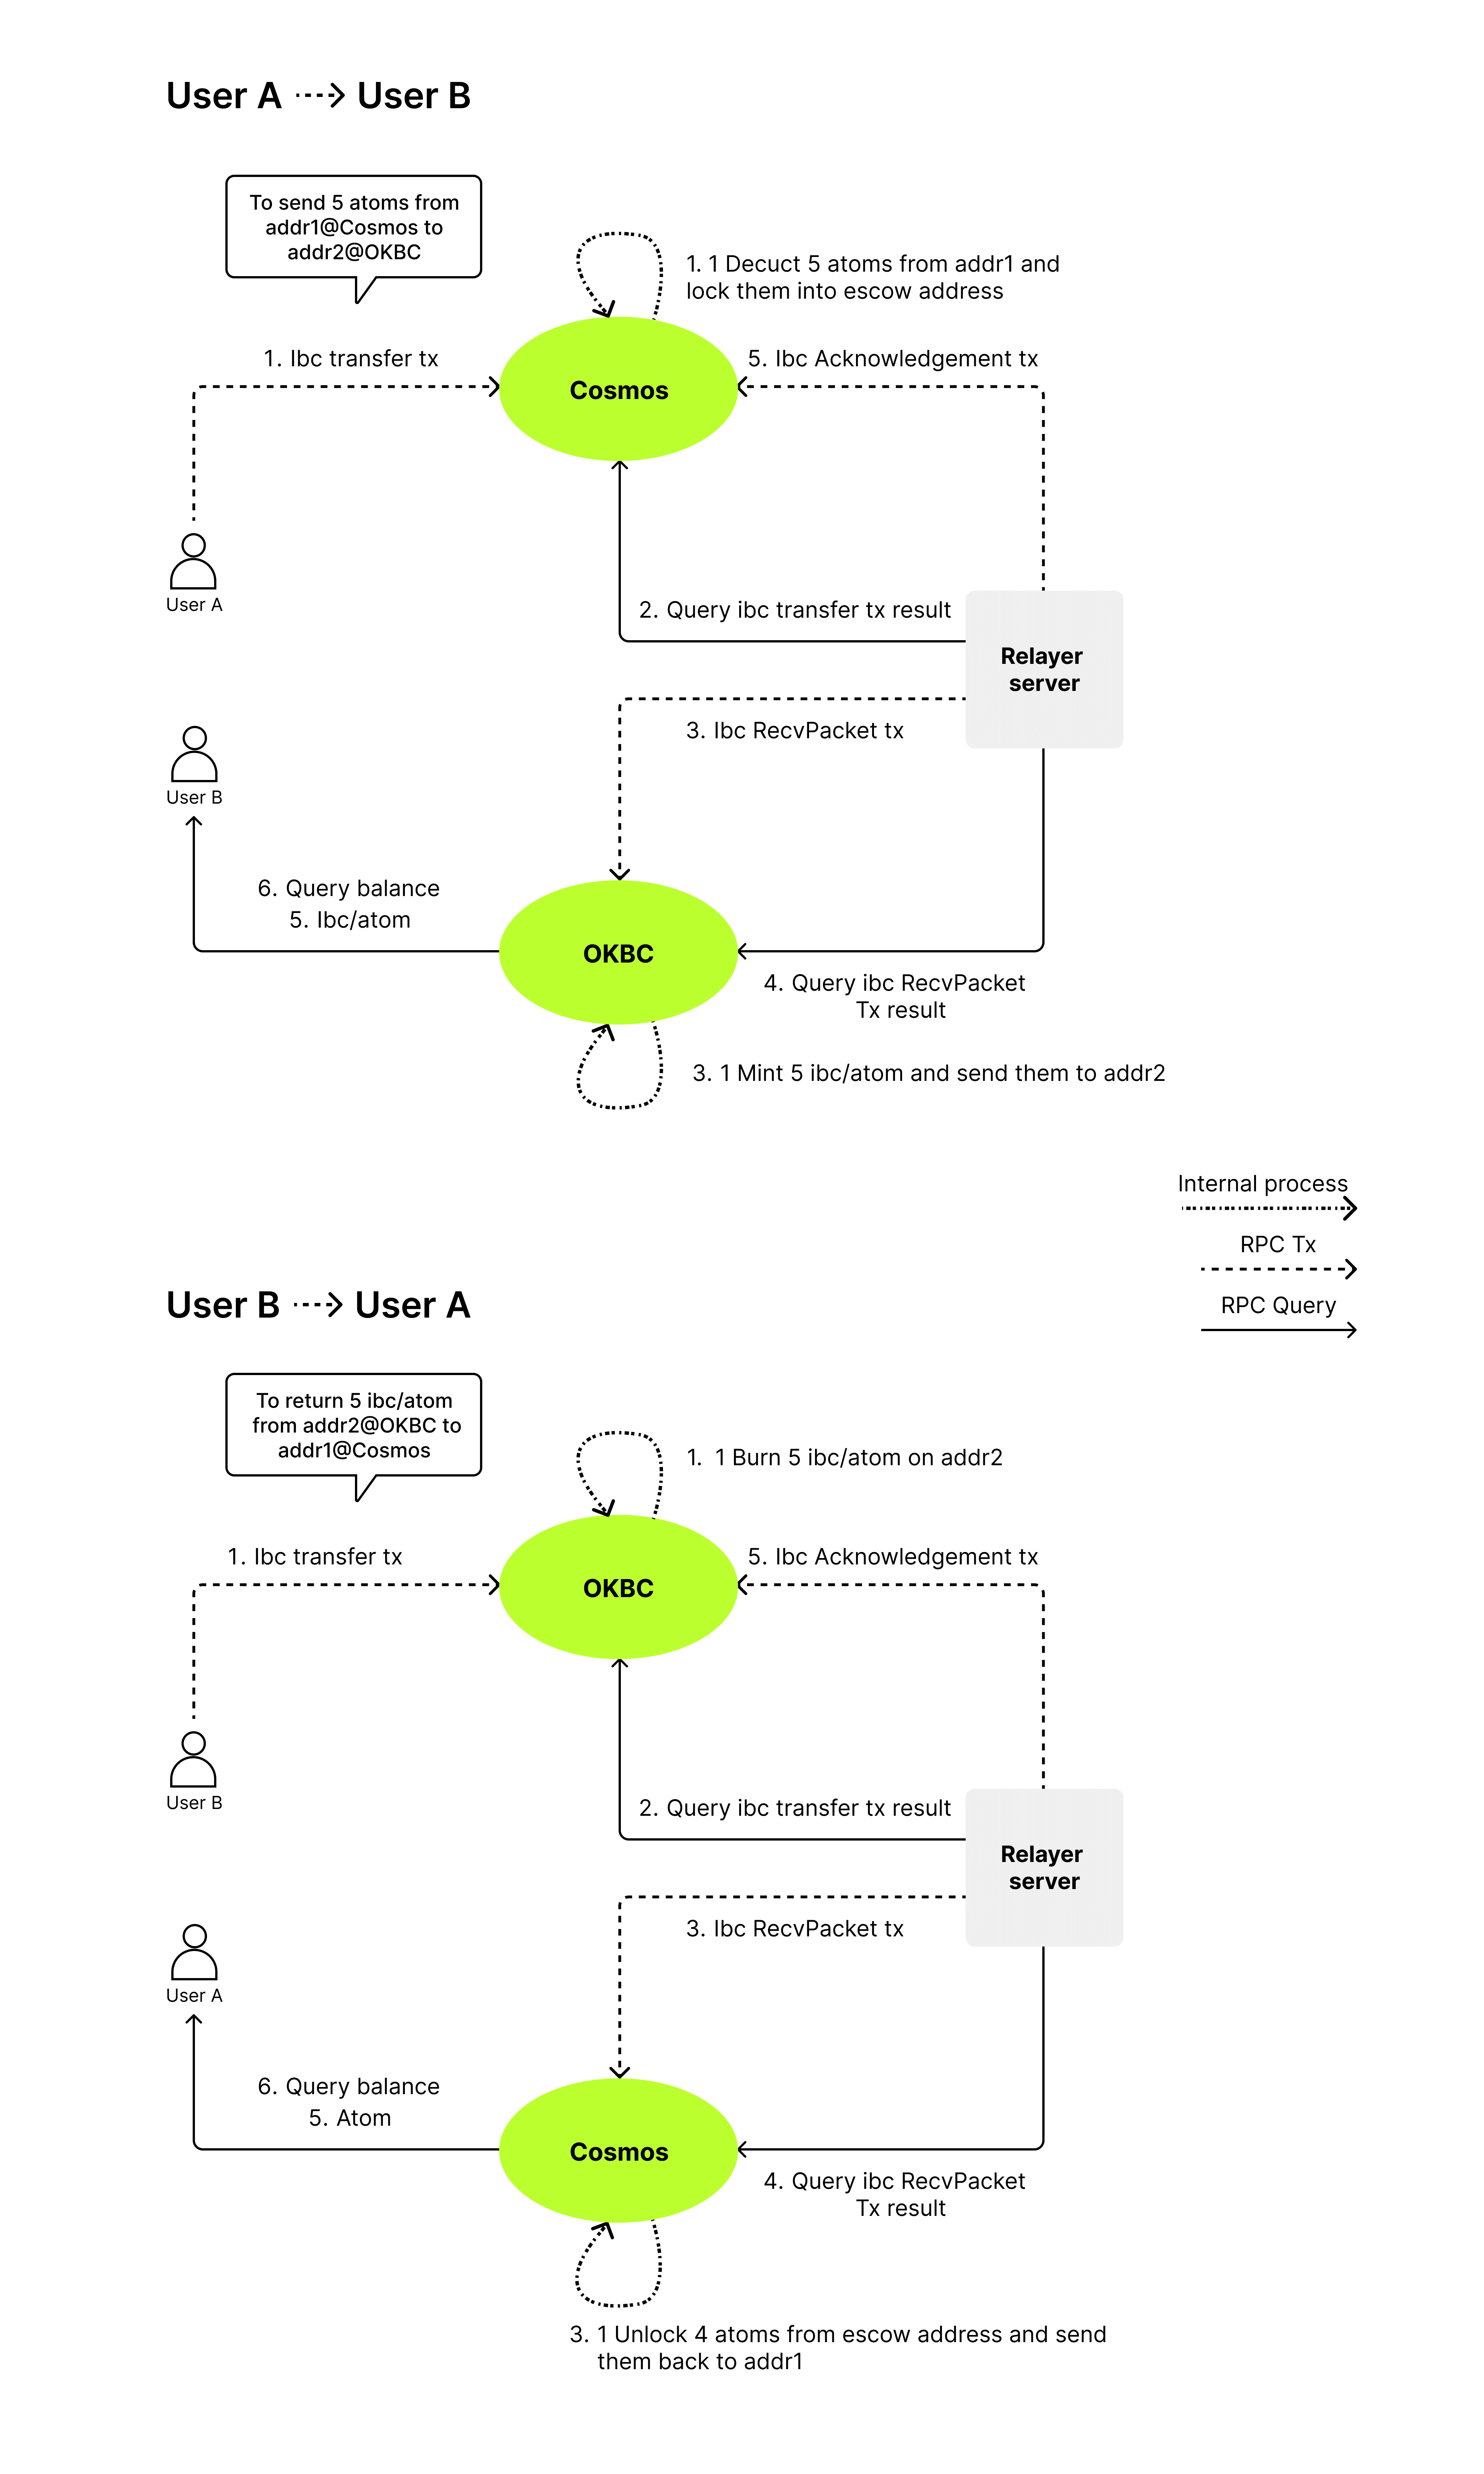 User A User B
To send 5 atoms from
addr1@Cosmos to
addr2@OKBC
1. 1 Decuct 5 atoms from addr1 and
lock them into escow address
1. Ibc transfer tx
5. Ibc Acknowledgement tx
Cosmos
User A
2. Query ibc transfer tx result
Relayer
server
3. Ibc RecvPacket tx
User B
6. Query balance
5. Ibc/atom
OKBC
4. Query ibc RecvPacket
Tx result
3. 1 Mint 5 ibc/atom and send them to addr2
Internal process
RPC Tx
RPC Query
User B User A
To return 5 ibc/atom
from addr2@OKBC to
addr1@Cosmos
1. 1 Burn 5 ibc/atom on addr2
1. Ibc transfer tx
5. Ibc Acknowledgement tx
OKBC
User B
2. Query ibc transfer tx result
Relayer
server
3. Ibc RecvPacket tx
User A
6. Query balance
5. Atom
Cosmos
4. Query ibc RecvPacket
Tx result
3. 1 Unlock 4 atoms from escow address and send
them back to addr1